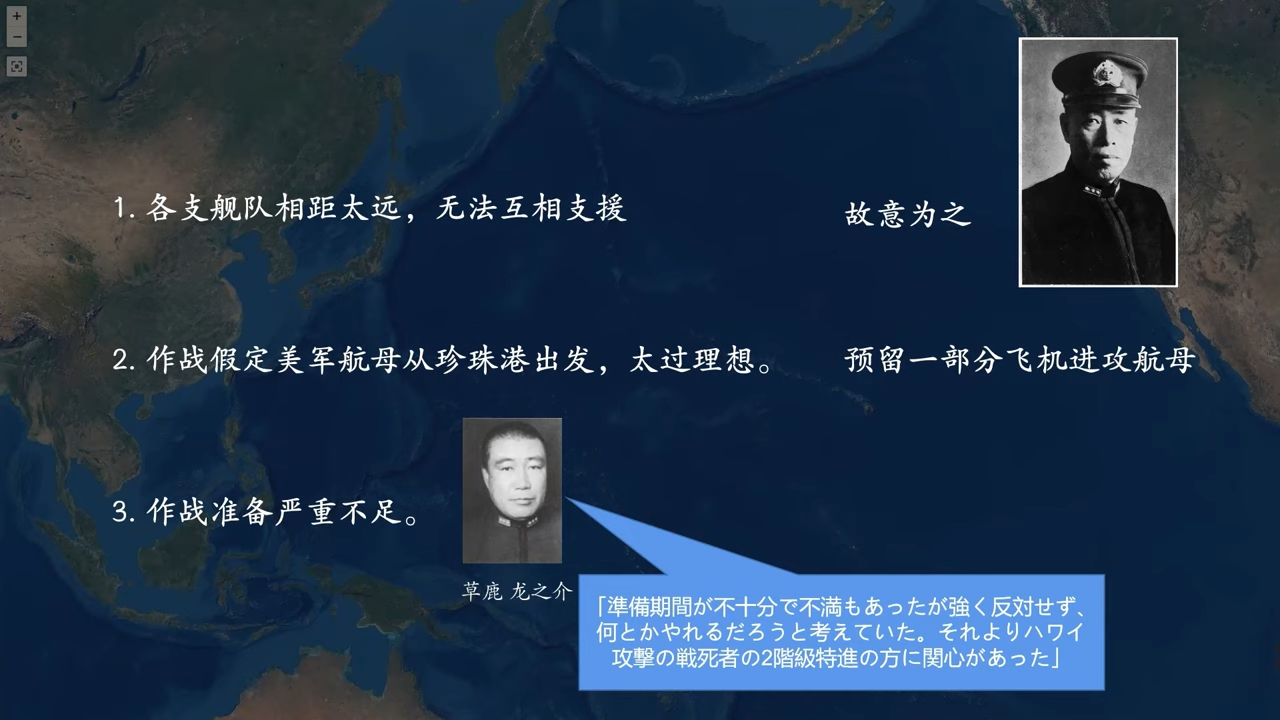 1. 各支舰队相距太远，无法互相支援
故意为之
2. 作战假定美军航母从珍珠港出发，太过理想。
预留一部分飞机进攻航母
3. 作战准备严重不足。
草鹿 龙之介
「準備期間が不十分で不満もあったが強く反対せず、
何とかやれるだろうと考えていた。それよりハワイ
攻撃の戦死者の2階級特進の方に関心があった」